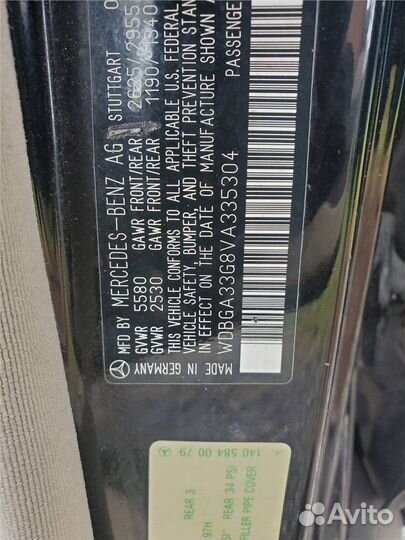 MFD BY MERCEDES-BENZ AG STUTTGART
GVWR 5580 GAWR FRONT/REAR 2625/2955
GVWR 2530 GAWR FRONT/REAR 1190/1340
THIS VEHICLE CONFORMS TO ALL APPLICABLE U.S. FEDERAL
VEHICLE SAFETY, BUMPER, AND THEFT PREVENTION STAN
IN EFFECT ON THE DATE OF MANUFACTURE SHOWN A
WDBGA33G8VA335304 PASSENGE
MADE IN GERMANY
140 584 00 79
REAR 3
REAR 34 PSI
FILLER PIPE COVER
97H
Avito